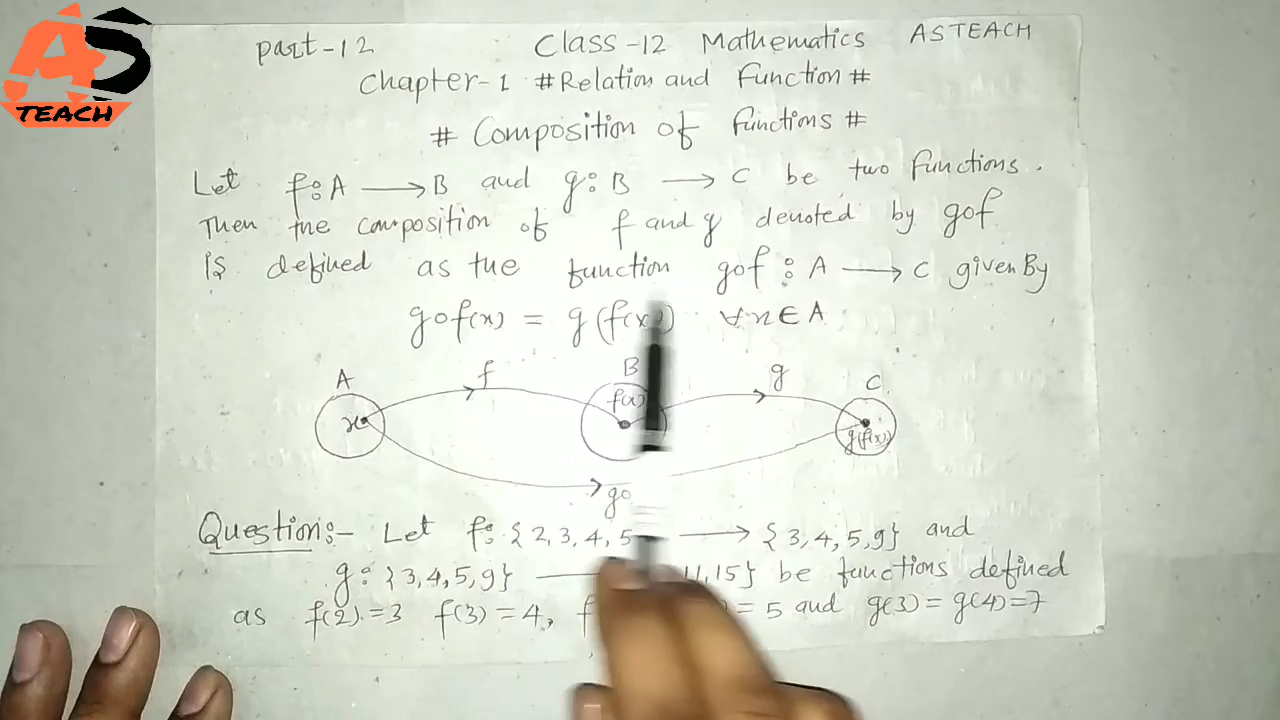 AS
TEACH
part-12 Class-12 Mathematics ASTEACH
Chapter-1 #Relation and Function#
# Composition of functions #
Let f:A ⟶ B and g:B ⟶ C be two functions.
Then the composition of f and g denoted by gof
is defined as the function gof : A ⟶ C given By
gof(x) = g(f(x)) ∀x∈A
A f B g C
x f(x) g(f(x))
go
Question:- Let f: {2,3,4,5 ⟶ {3,4,5,9} and
g: {3,4,5,9} 11,15} be functions defined
as f(2)=3 f(3)=4, f = 5 and g(3)= g(4)=7